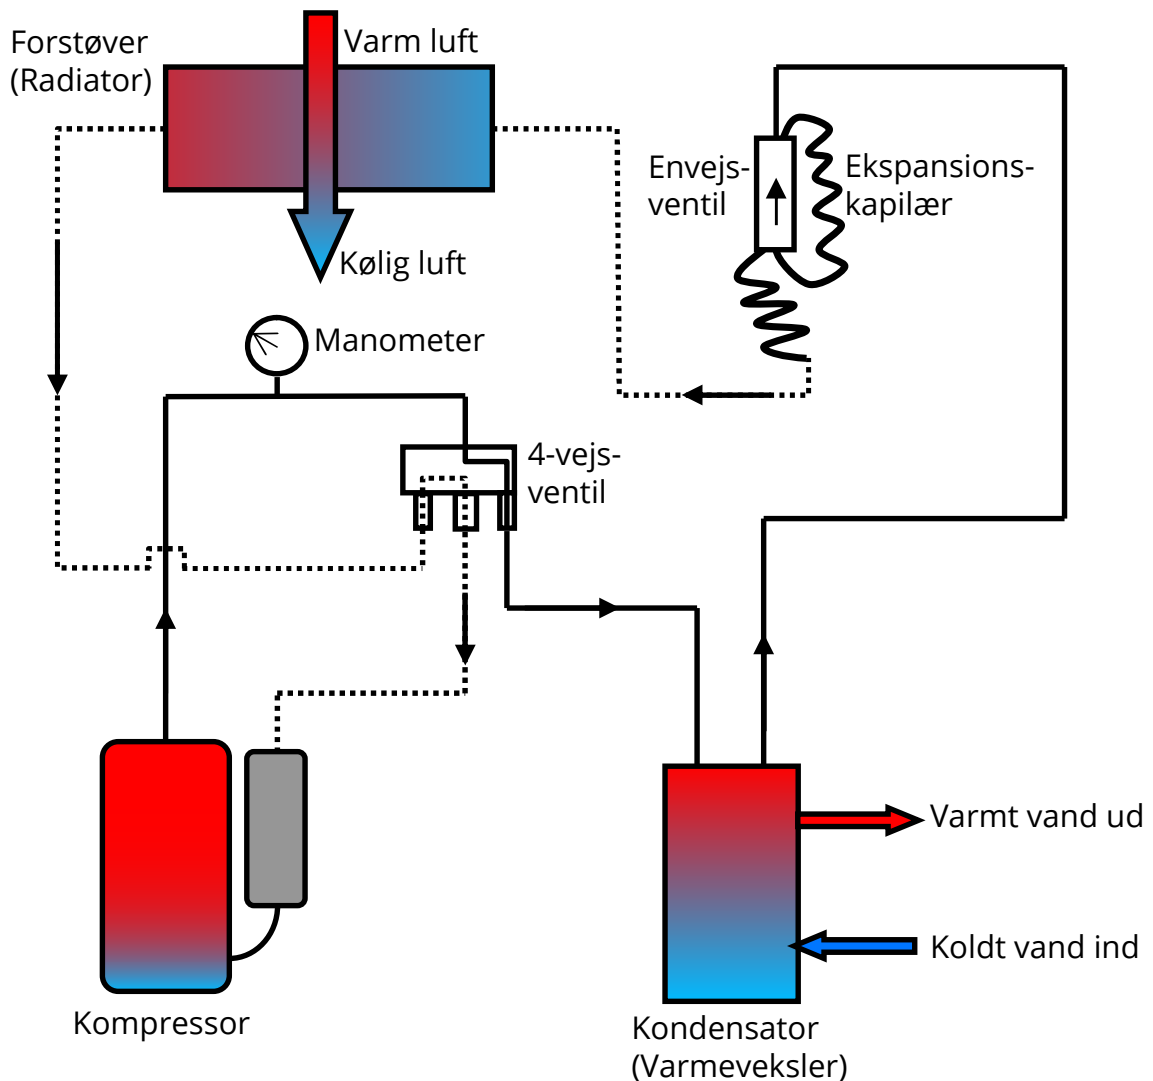 Forstøver
(Radiator)
Varm luft
Kølig luft
Envejs-
ventil
Ekspansions-
kapilær
Manometer
4-vejs-
ventil
Varmt vand ud
Koldt vand ind
Kompressor
Kondensator
(Varmeveksler)